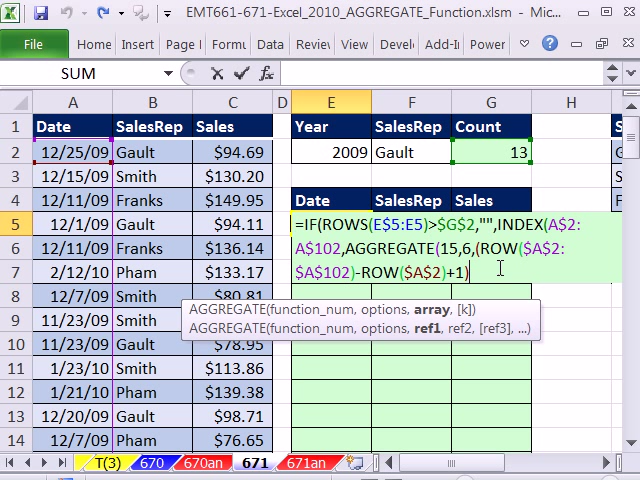 EMT661-671-Excel_2010_AGGREGATE_Function.xlsm - Mic...
File Home Insert Page I Formu Data Reviev Develc Add-I Power
SUM fx
A B C D E F G H I
1 Date SalesRep Sales Year SalesRep Count S
2 12/25/09 Gault $94.69 2009 Gault 13
3 12/15/09 Smith $130.20
4 12/11/09 Franks $149.95 Date SalesRep Sales
5 12/1/09 Gault $94.11 =IF(ROWS(E$5:E5)>$G$2,"",INDEX(A$2:
6 12/11/09 Franks $136.14 A$102,AGGREGATE(15,6,(ROW($A$2:
7 2/12/10 Pham $133.17 $A$102)-ROW($A$2)+1)
8 12/7/09 Smith $80.81
AGGREGATE(function_num, options, array, [k])
9 11/23/09 Smith
AGGREGATE(function_num, options, ref1, ref2, [ref3], ...)
10 11/23/09 Gault $78.95
11 1/23/10 Smith $113.86
12 1/21/10 Pham $139.38
13 12/20/09 Gault $98.71
14 12/7/09 Pham $76.65
T(3) 670 670an 671 671an